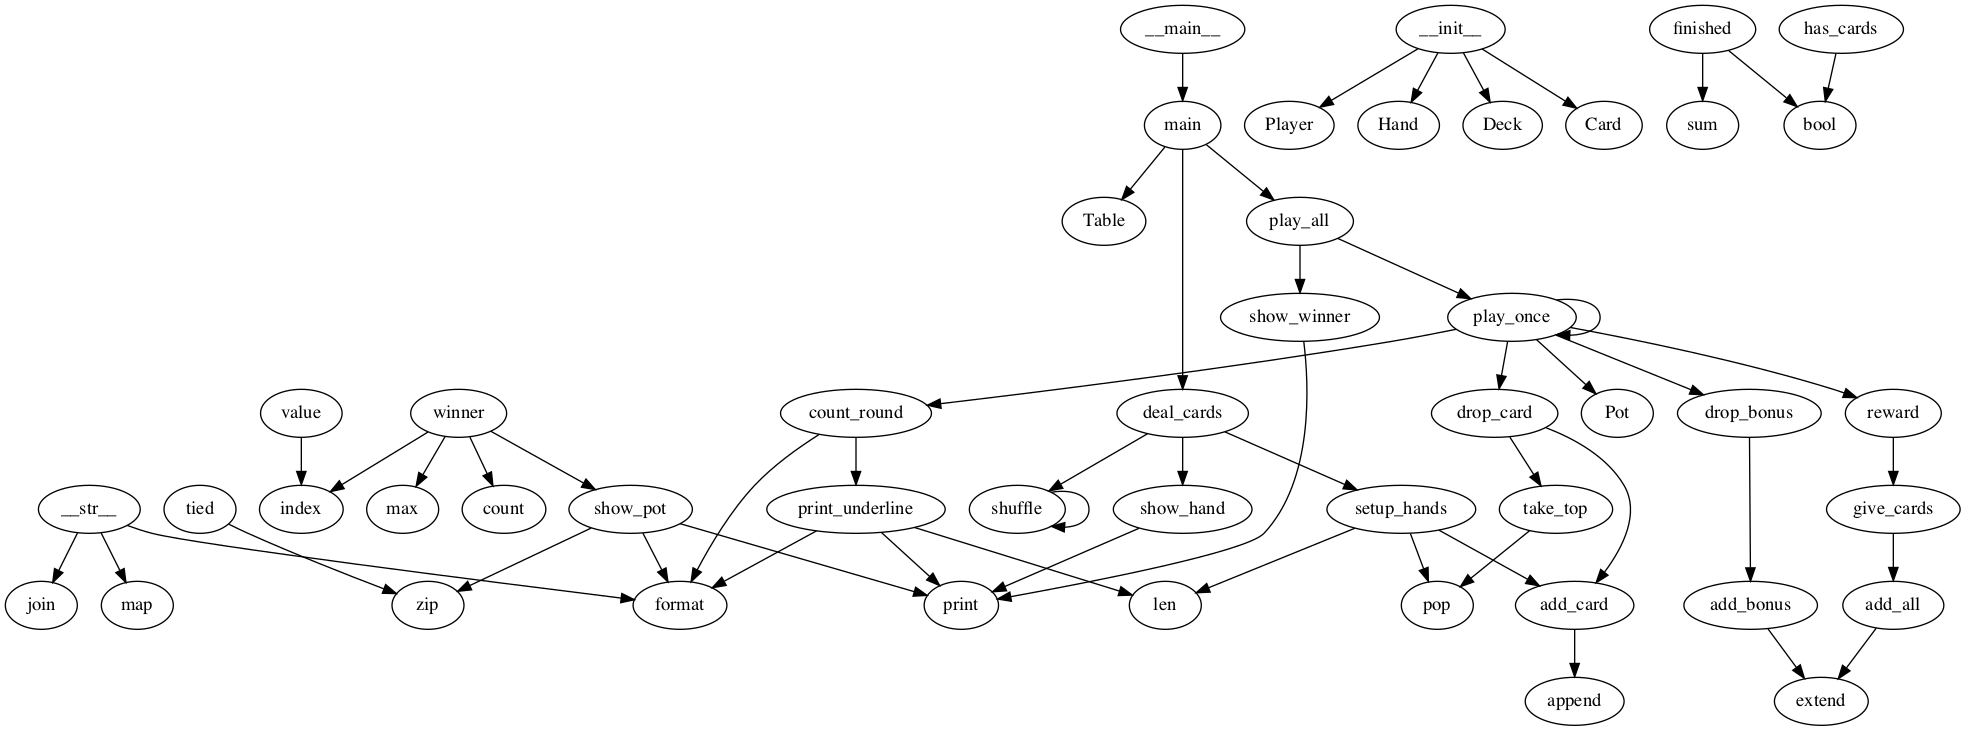 __main__
__init__
finished
has_cards
main
Player
Hand
Deck
Card
sum
bool
Table
play_all
show_winner
play_once
value
winner
count_round
deal_cards
drop_card
Pot
drop_bonus
reward
__str__
tied
index
max
count
show_pot
print_underline
shuffle
show_hand
setup_hands
take_top
give_cards
join
map
zip
format
print
len
pop
add_card
add_bonus
add_all
append
extend